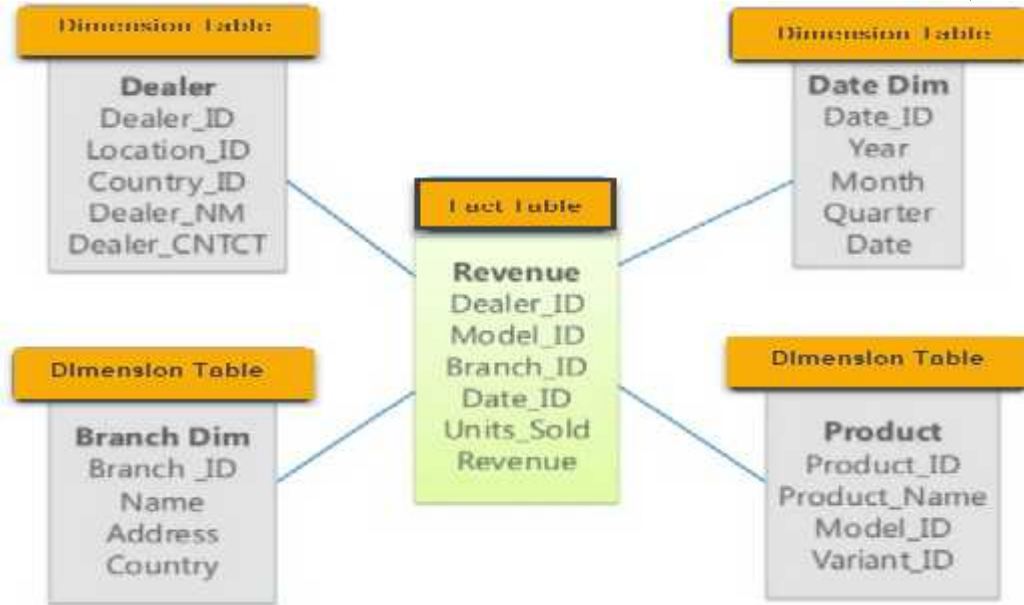 Dimension Table
Dealer
Dealer_ID
Location_ID
Country_ID
Dealer_NM
Dealer_CNTCT
Dimension Table
Date Dim
Date_ID
Year
Month
Quarter
Date
Fact Table
Revenue
Dealer_ID
Model_ID
Branch_ID
Date_ID
Units_Sold
Revenue
Dimension Table
Branch Dim
Branch _ID
Name
Address
Country
Dimension Table
Product
Product_ID
Product_Name
Model_ID
Variant_ID